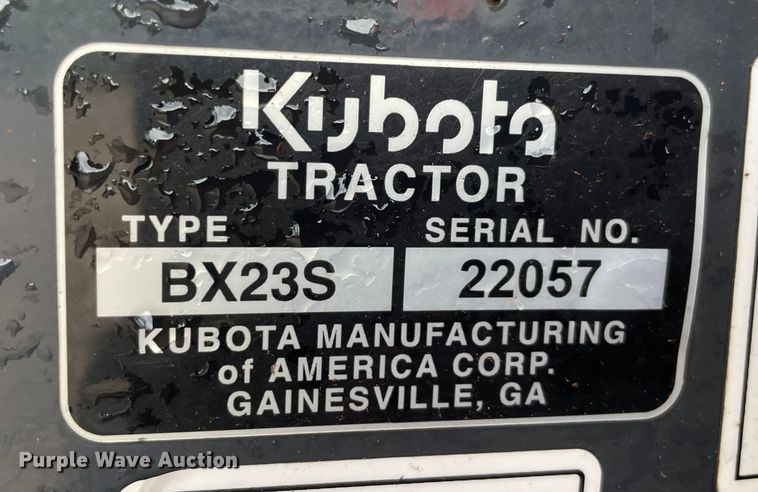 Kubota
TRACTOR
TYPE SERIAL NO.
BX23S 22057
KUBOTA MANUFACTURING
of AMERICA CORP.
GAINESVILLE, GA
Purple Wave Auction